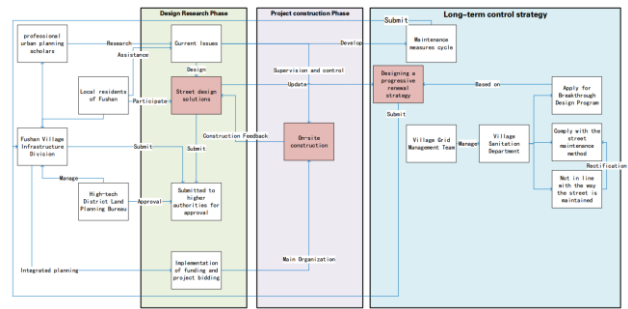 Design Research Phase
Project construction Phase
Long-term control strategy
Submit
professional
urban planning
scholars
Research
Assistance
Current Issues
Develop
Maintenance
measures cycle
Design
Supervision and control
Update
Local residents
of Fushan
Participate
Street design
solutions
Designing a
progressive
renewal
strategy
Based on
Apply for
Breakthrough
Design Program
Submit
Construction Feedback
On-site
construction
Fushan Village
Infrastructure
Division
Submit
Submit
Village Grid
Management Team
Manage
Village
Sanitation
Department
Comply with the
street
maintenance
method
Rectification
Manage
High-tech
District Land
Planning Bureau
Approval
Submitted to
higher
authorities for
approval
Not in line
with the way
the street is
maintained
Integrated planning
Implementation
of funding and
project bidding
Main Organization